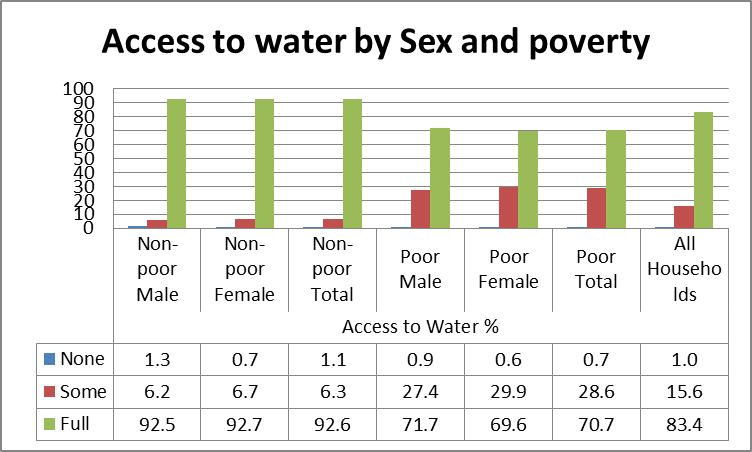 Access to water by Sex and poverty
100
90
80
70
60
50
40
30
20
10
0
Non-
poor
Male
Non-
poor
Female
Non-
poor
Total
Poor
Male
Poor
Female
Poor
Total
All
Househo
lds
Access to Water %
None 1.3 0.7 1.1 0.9 0.6 0.7 1.0
Some 6.2 6.7 6.3 27.4 29.9 28.6 15.6
Full 92.5 92.7 92.6 71.7 69.6 70.7 83.4